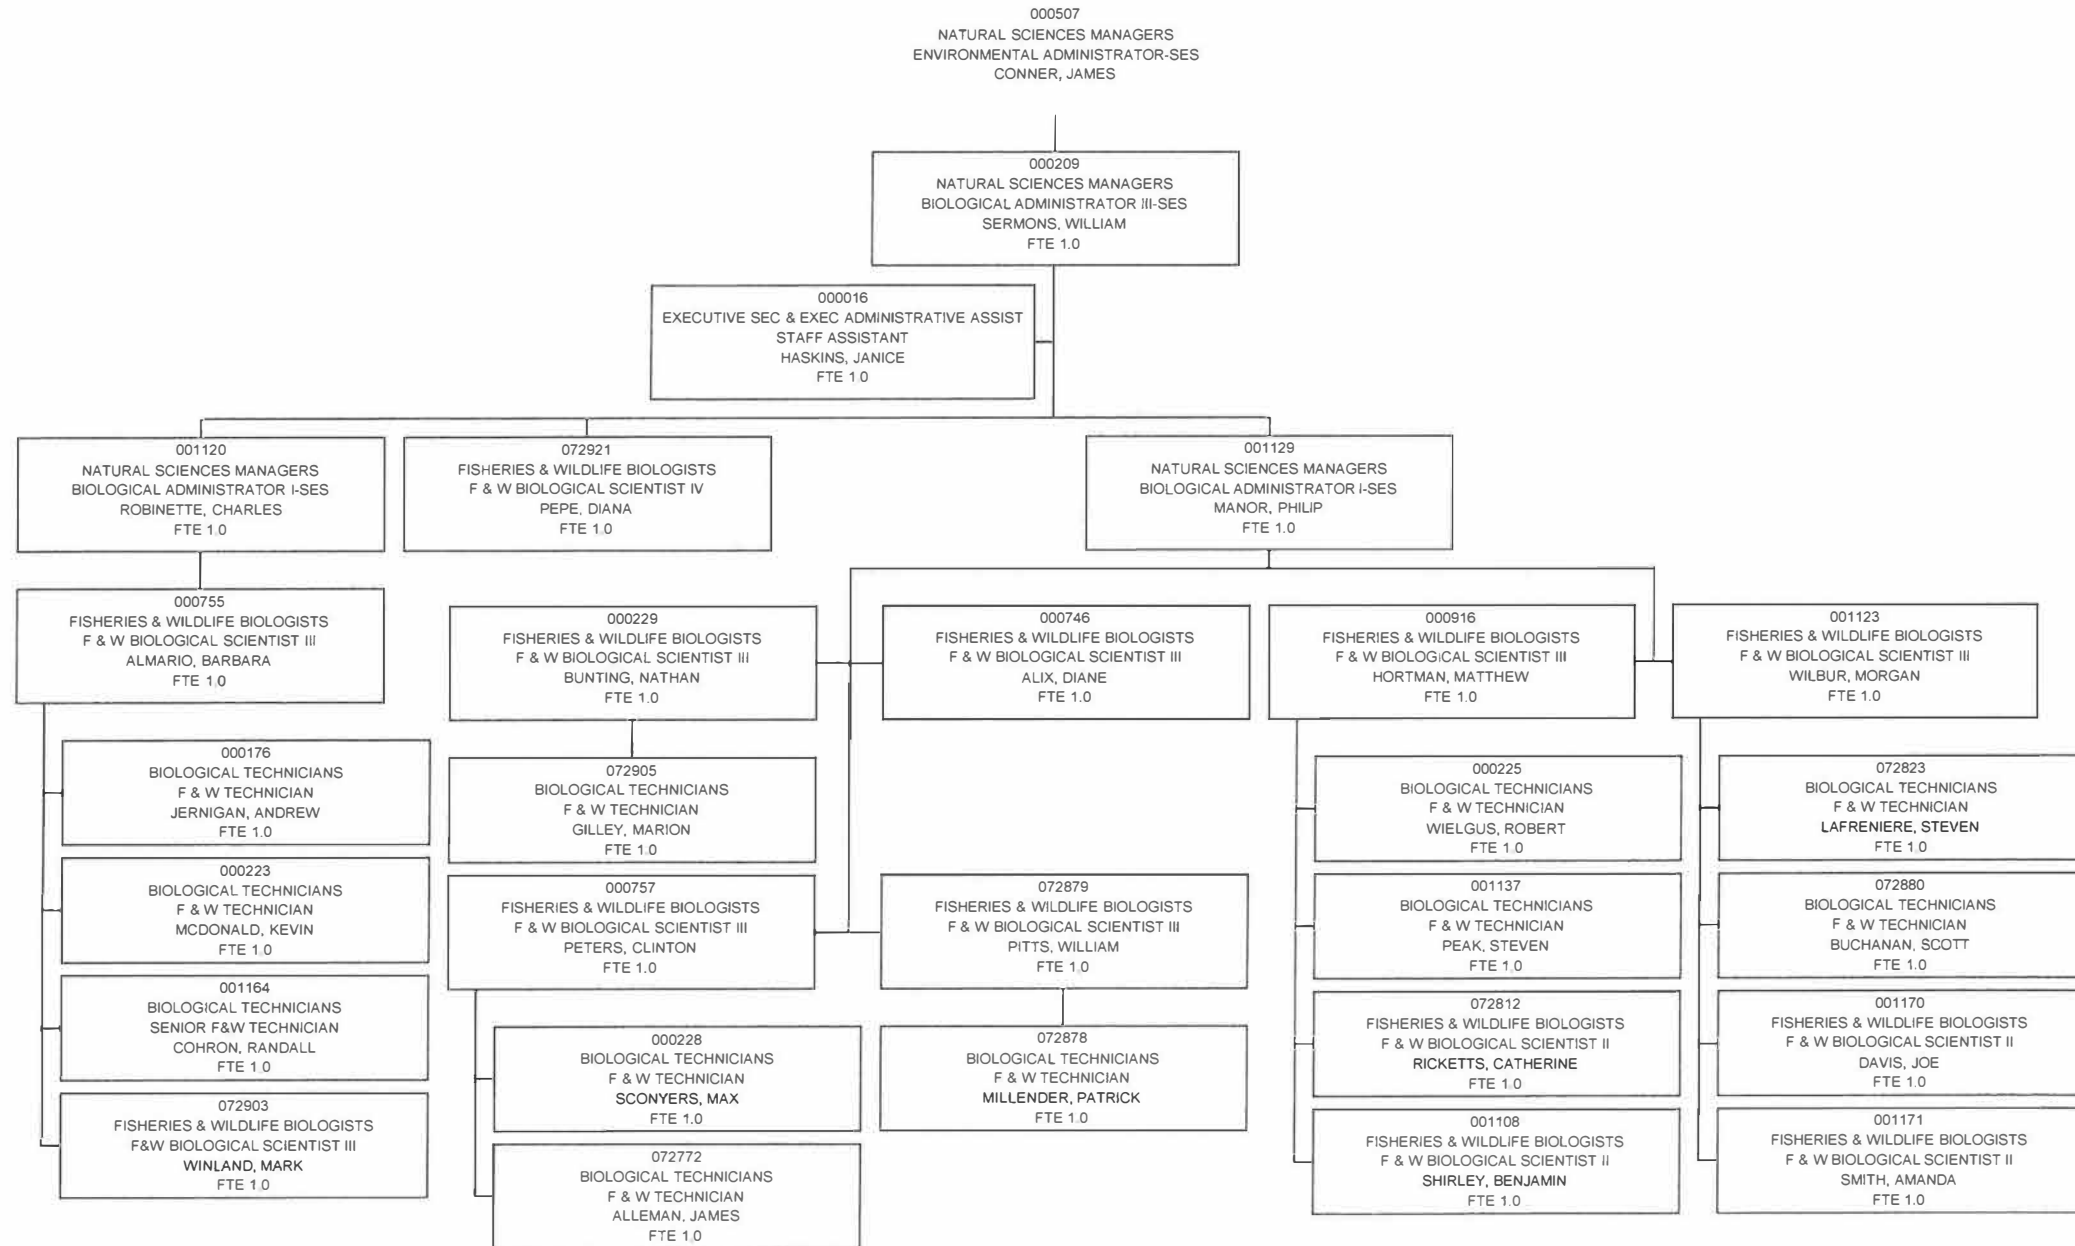 000507
NATURAL SCIENCES MANAGERS
ENVIRONMENTAL ADMINISTRATOR-SES
CONNER, JAMES
000209
NATURAL SCIENCES MANAGERS
BIOLOGICAL ADMINISTRATOR III-SES
SERMONS, WILLIAM
FTE 1.0
000016
EXECUTIVE SEC & EXEC ADMINISTRATIVE ASSIST
STAFF ASSISTANT
HASKINS, JANICE
FTE 1.0
001120
NATURAL SCIENCES MANAGERS
BIOLOGICAL ADMINISTRATOR I-SES
ROBINETTE, CHARLES
FTE 1.0
072921
FISHERIES & WILDLIFE BIOLOGISTS
F & W BIOLOGICAL SCIENTIST IV
PEPE, DIANA
FTE 1.0
001129
NATURAL SCIENCES MANAGERS
BIOLOGICAL ADMINISTRATOR I-SES
MANOR, PHILIP
FTE 1.0
000755
FISHERIES & WILDLIFE BIOLOGISTS
F & W BIOLOGICAL SCIENTIST III
ALMARIO, BARBARA
FTE 1.0
000229
FISHERIES & WILDLIFE BIOLOGISTS
F & W BIOLOGICAL SCIENTIST III
BUNTING, NATHAN
FTE 1.0
000746
FISHERIES & WILDLIFE BIOLOGISTS
F & W BIOLOGICAL SCIENTIST III
ALIX, DIANE
FTE 1.0
000916
FISHERIES & WILDLIFE BIOLOGISTS
F & W BIOLOGICAL SCIENTIST III
HORTMAN, MATTHEW
FTE 1.0
001123
FISHERIES & WILDLIFE BIOLOGISTS
F & W BIOLOGICAL SCIENTIST III
WILBUR, MORGAN
FTE 1.0
000176
BIOLOGICAL TECHNICIANS
F & W TECHNICIAN
JERNIGAN, ANDREW
FTE 1.0
000223
BIOLOGICAL TECHNICIANS
F & W TECHNICIAN
MCDONALD, KEVIN
FTE 1.0
001164
BIOLOGICAL TECHNICIANS
SENIOR F&W TECHNICIAN
COHRON, RANDALL
FTE 1.0
072903
FISHERIES & WILDLIFE BIOLOGISTS
F&W BIOLOGICAL SCIENTIST III
WINLAND, MARK
FTE 1.0
072905
BIOLOGICAL TECHNICIANS
F & W TECHNICIAN
GILLEY, MARION
FTE 1.0
000757
FISHERIES & WILDLIFE BIOLOGISTS
F & W BIOLOGICAL SCIENTIST III
PETERS, CLINTON
FTE 1.0
072879
FISHERIES & WILDLIFE BIOLOGISTS
F & W BIOLOGICAL SCIENTIST III
PITTS, WILLIAM
FTE 1.0
000228
BIOLOGICAL TECHNICIANS
F & W TECHNICIAN
SCONYERS, MAX
FTE 1.0
072878
BIOLOGICAL TECHNICIANS
F & W TECHNICIAN
MILLENDER, PATRICK
FTE 1.0
072772
BIOLOGICAL TECHNICIANS
F & W TECHNICIAN
ALLEMAN, JAMES
FTE 1.0
000225
BIOLOGICAL TECHNICIANS
F & W TECHNICIAN
WIELGUS, ROBERT
FTE 1.0
001137
BIOLOGICAL TECHNICIANS
F & W TECHNICIAN
PEAK, STEVEN
FTE 1.0
072812
FISHERIES & WILDLIFE BIOLOGISTS
F & W BIOLOGICAL SCIENTIST II
RICKETTS, CATHERINE
FTE 1.0
001108
FISHERIES & WILDLIFE BIOLOGISTS
F & W BIOLOGICAL SCIENTIST II
SHIRLEY, BENJAMIN
FTE 1.0
072823
BIOLOGICAL TECHNICIANS
F & W TECHNICIAN
LAFRENIERE, STEVEN
FTE 1.0
072880
BIOLOGICAL TECHNICIANS
F & W TECHNICIAN
BUCHANAN, SCOTT
FTE 1.0
001170
FISHERIES & WILDLIFE BIOLOGISTS
F & W BIOLOGICAL SCIENTIST II
DAVIS, JOE
FTE 1.0
001171
FISHERIES & WILDLIFE BIOLOGISTS
F & W BIOLOGICAL SCIENTIST II
SMITH, AMANDA
FTE 1.0